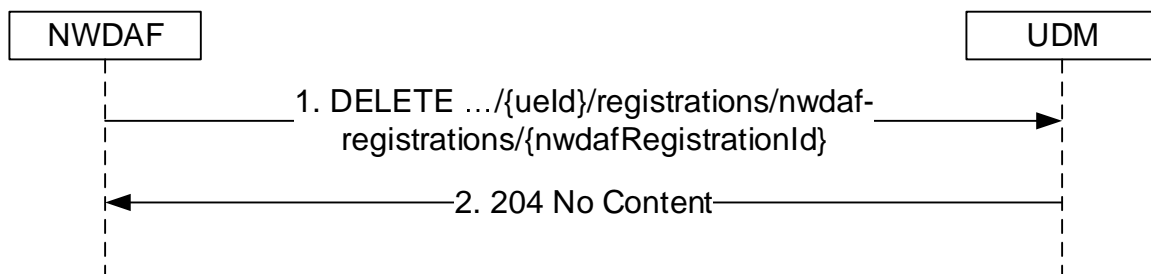 NWDAF
UDM
1. DELETE …/{ueId}/registrations/nwdaf-
registrations/{nwdafRegistrationId}
2. 204 No Content